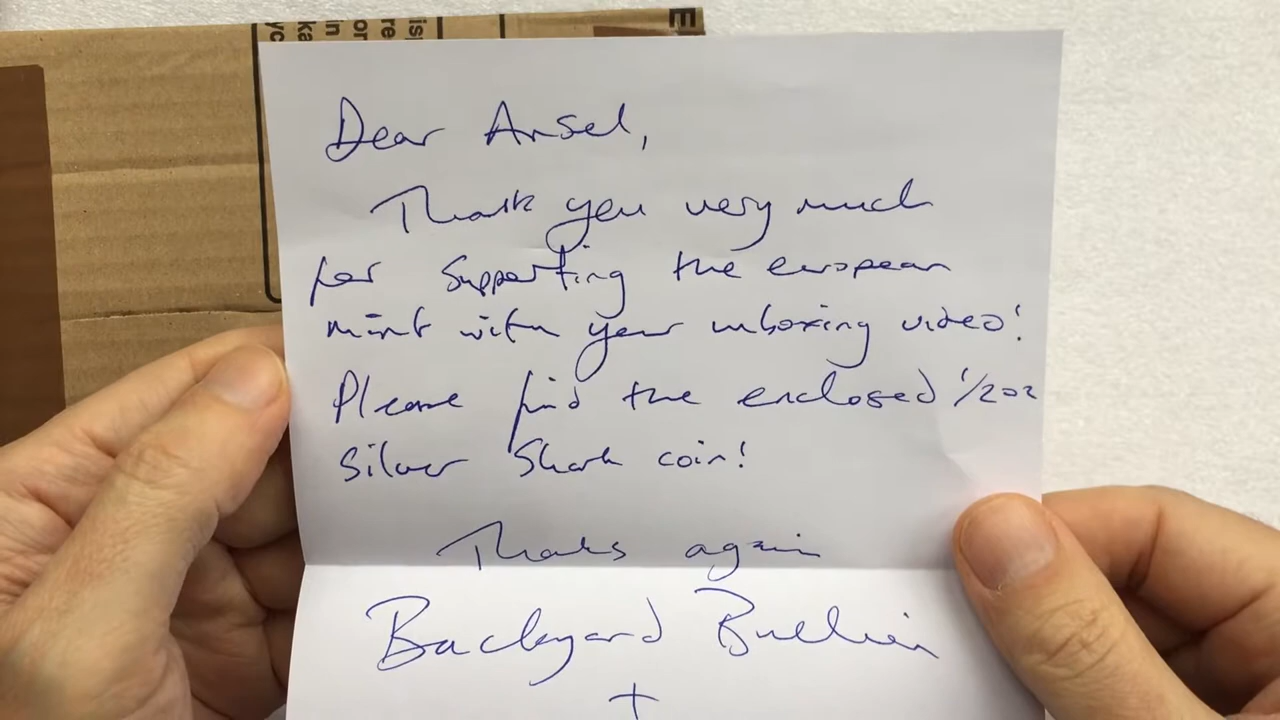 Dear Ansel,
Thank you very much
for supporting the european
mint with your unboxing video!
Please find the enclosed 1/2oz
silver Shark coin!
Thanks again
Backyard Bullion
+